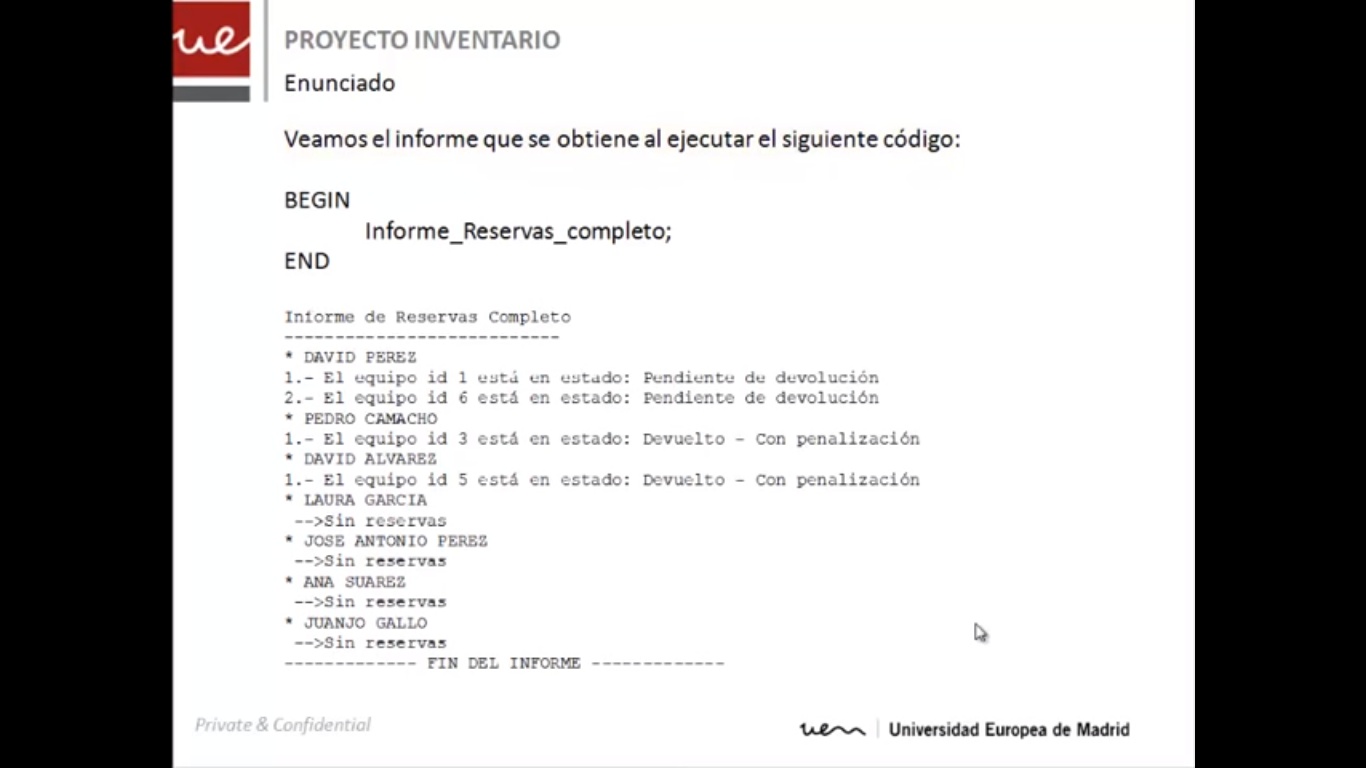 ue
PROYECTO INVENTARIO
Enunciado
Veamos el informe que se obtiene al ejecutar el siguiente código:
BEGIN
Informe_Reservas_completo;
END
Informe de Reservas Completo
---------------------------
* DAVID PEREZ
1.- El equipo id 1 está en estado: Pendiente de devolución
2.- El equipo id 6 está en estado: Pendiente de devolución
* PEDRO CAMACHO
1.- El equipo id 3 está en estado: Devuelto - Con penalización
* DAVID ALVAREZ
1.- El equipo id 5 está en estado: Devuelto - Con penalización
* LAURA GARCIA
-->Sin reservas
* JOSE ANTONIO PEREZ
-->Sin reservas
* ANA SUAREZ
-->Sin reservas
* JUANJO GALLO
-->Sin reservas
------------- FIN DEL INFORME -------------
Private & Confidential
uem Universidad Europea de Madrid